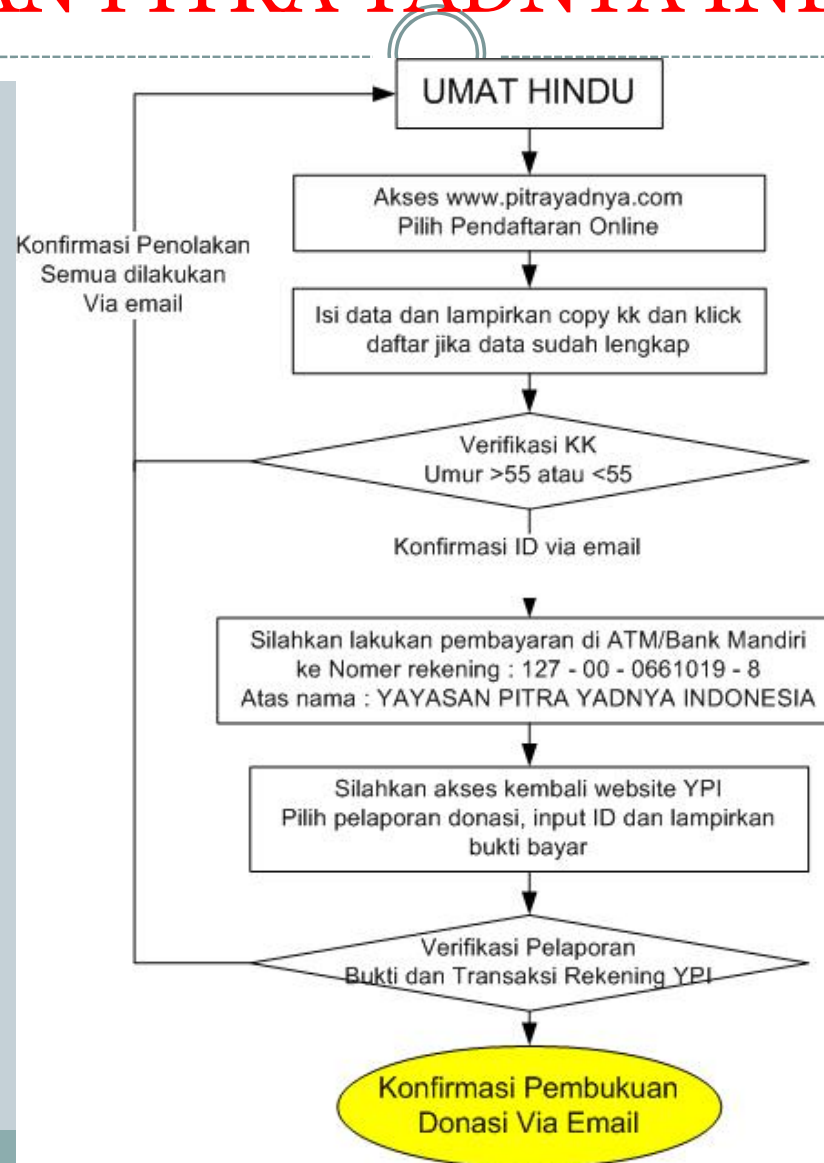 AN PITRA YADNYA IND
UMAT HINDU
Akses www.pitrayadnya.com
Pilih Pendaftaran Online
Konfirmasi Penolakan
Semua dilakukan
Via email
Isi data dan lampirkan copy kk dan klick
daftar jika data sudah lengkap
Verifikasi KK
Umur >55 atau <55
Konfirmasi ID via email
Silahkan lakukan pembayaran di ATM/Bank Mandiri
ke Nomer rekening : 127 - 00 - 0661019 - 8
Atas nama : YAYASAN PITRA YADNYA INDONESIA
Silahkan akses kembali website YPI
Pilih pelaporan donasi, input ID dan lampirkan
bukti bayar
Verifikasi Pelaporan
Bukti dan Transaksi Rekening YPI
Konfirmasi Pembukuan
Donasi Via Email